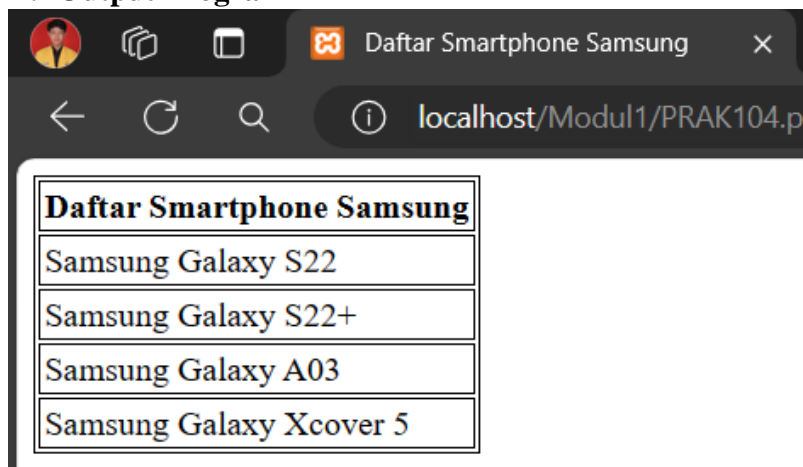 Daftar Smartphone Samsung
localhost/Modul1/PRAK104.p
Daftar Smartphone Samsung
Samsung Galaxy S22
Samsung Galaxy S22+
Samsung Galaxy A03
Samsung Galaxy Xcover 5